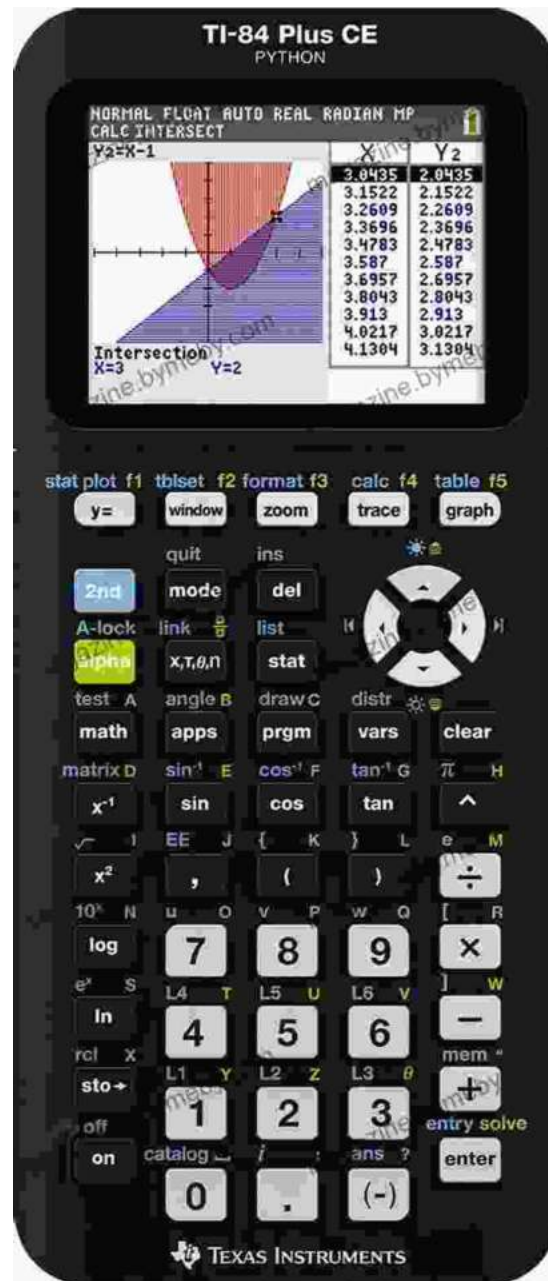 TI-84 Plus CE
PYTHON
NORMAL FLOAT AUTO REAL RADIAN MP
CALC INTERSECT
Y2=X-1
X Y2
3.0435 2.0435
3.1522 2.1522
3.2609 2.2609
3.3696 2.3696
3.4783 2.4783
3.587 2.587
3.6957 2.6957
3.8043 2.8043
3.913 2.913
4.0217 3.0217
4.1304 3.1304
Intersection
X=3 Y=2
stat plot f1 tblset f2 format f3 calc f4 table f5
y= window zoom trace graph
quit ins
2nd mode del
A-lock link list
alpha X,T,θ,n stat
test A angle B draw C distr
math apps prgm vars clear
matrix D sin⁻¹ E cos⁻¹ F tan⁻¹ G π H
x⁻¹ sin cos tan ^
√ I EE J { K } L e M
x² , ( ) ÷
10ˣ N u O v P w Q [ R
log 7 8 9 ×
eˣ S L4 T L5 U L6 V ] W
ln 4 5 6 −
rcl X L1 Y L2 Z L3 θ mem "
sto→ 1 2 3 +
off catalog i : ans ? entry solve
on 0 . (-) enter
TEXAS INSTRUMENTS